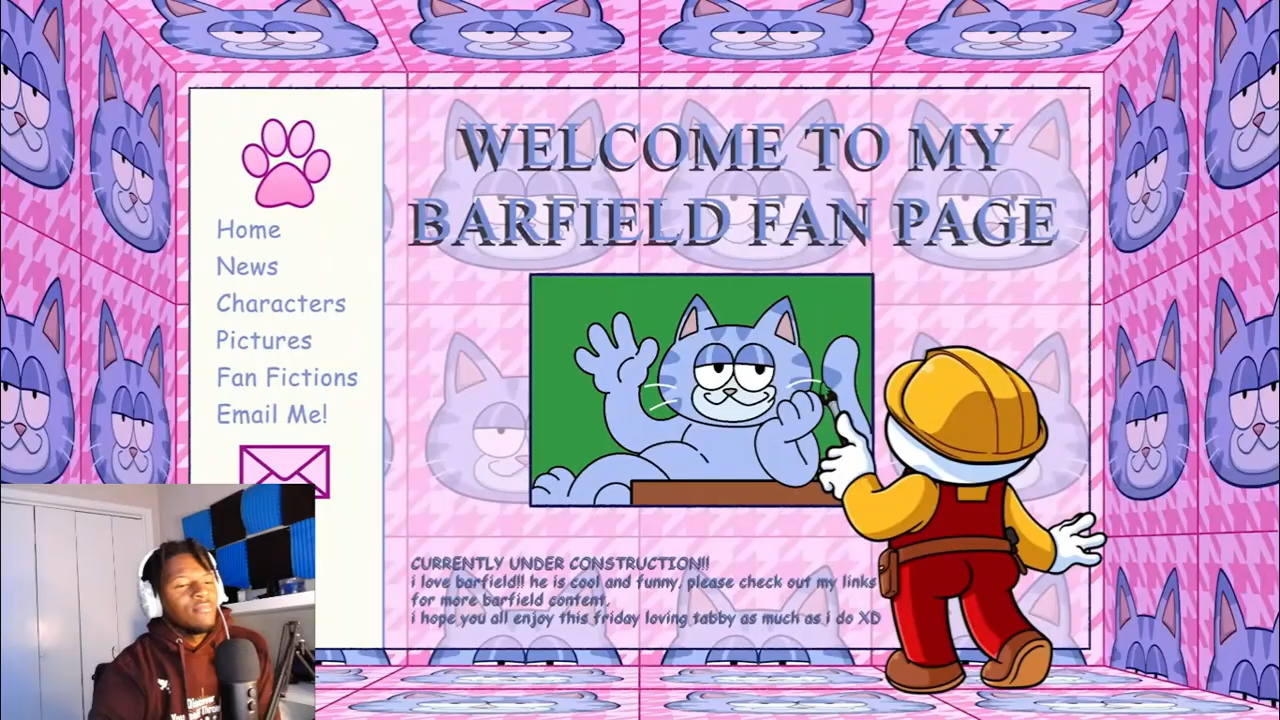 WELCOME TO MY
BARFIELD FAN PAGE
Home
News
Characters
Pictures
Fan Fictions
Email Me!
CURRENTLY UNDER CONSTRUCTION!!
i love barfield!! he is cool and funny. please check out my links
for more barfield content.
i hope you all enjoy this friday loving tabby as much as i do XD
Discover